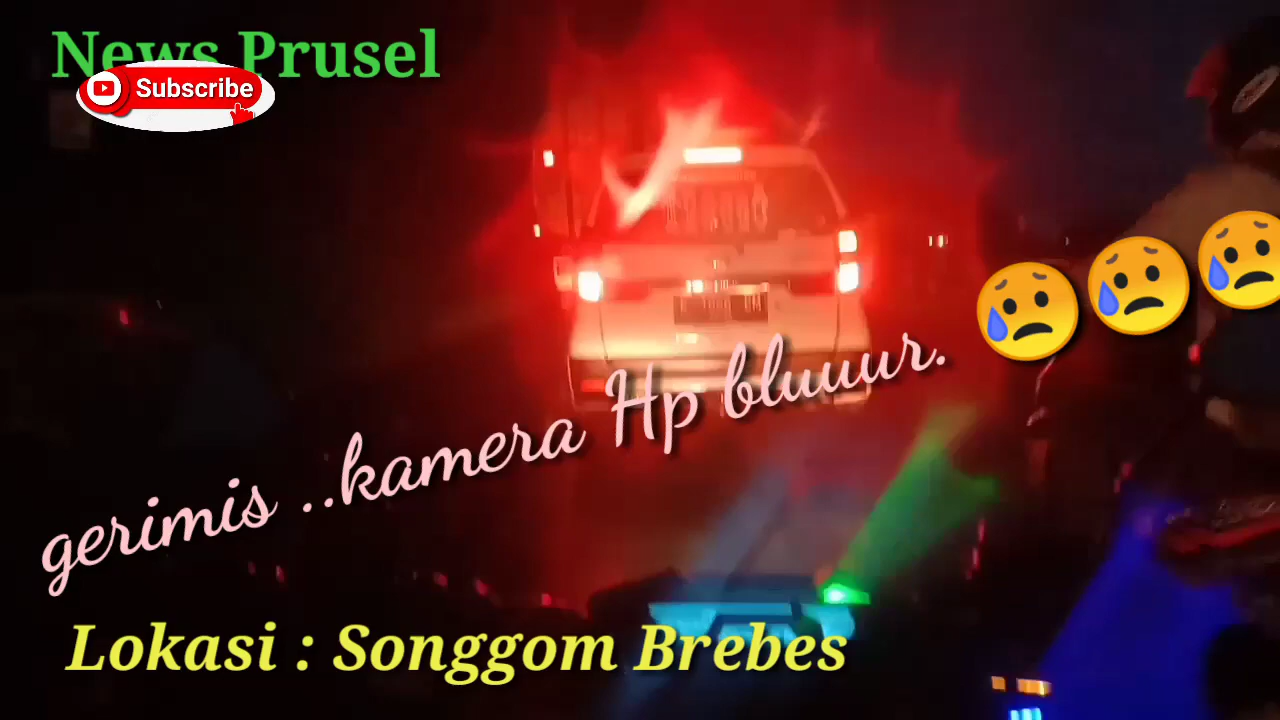 News Prusel
Subscribe
gerimis ..kamera Hp bluuur.
Lokasi : Songgom Brebes